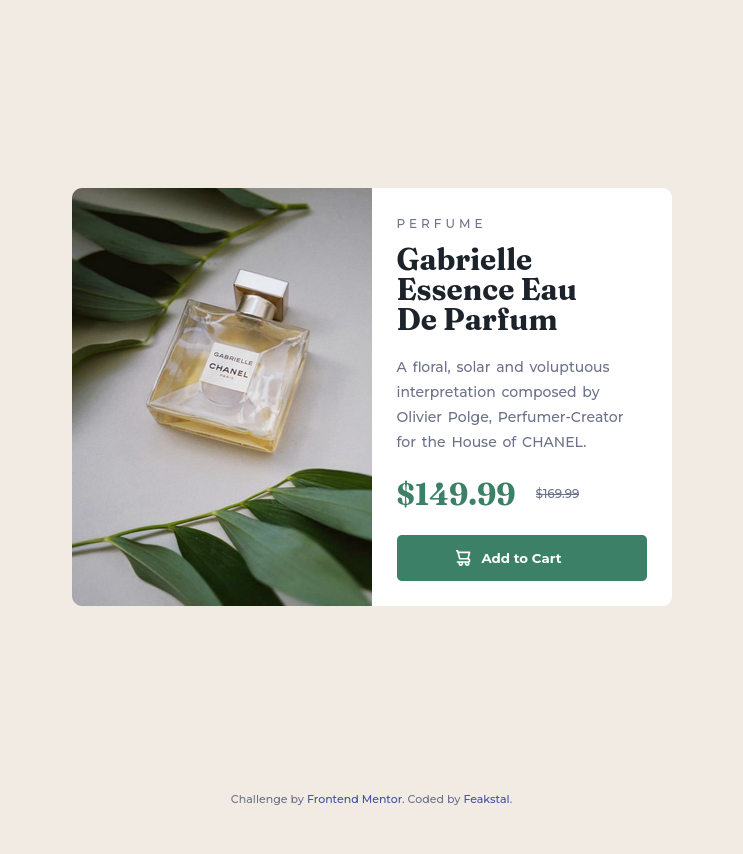 GABRIELLE
CHANEL
PARIS
PERFUME
Gabrielle
Essence Eau
De Parfum
A floral, solar and voluptuous
interpretation composed by
Olivier Polge, Perfumer-Creator
for the House of CHANEL.
$149.99 $169.99
Add to Cart
Challenge by Frontend Mentor. Coded by Feakstal.